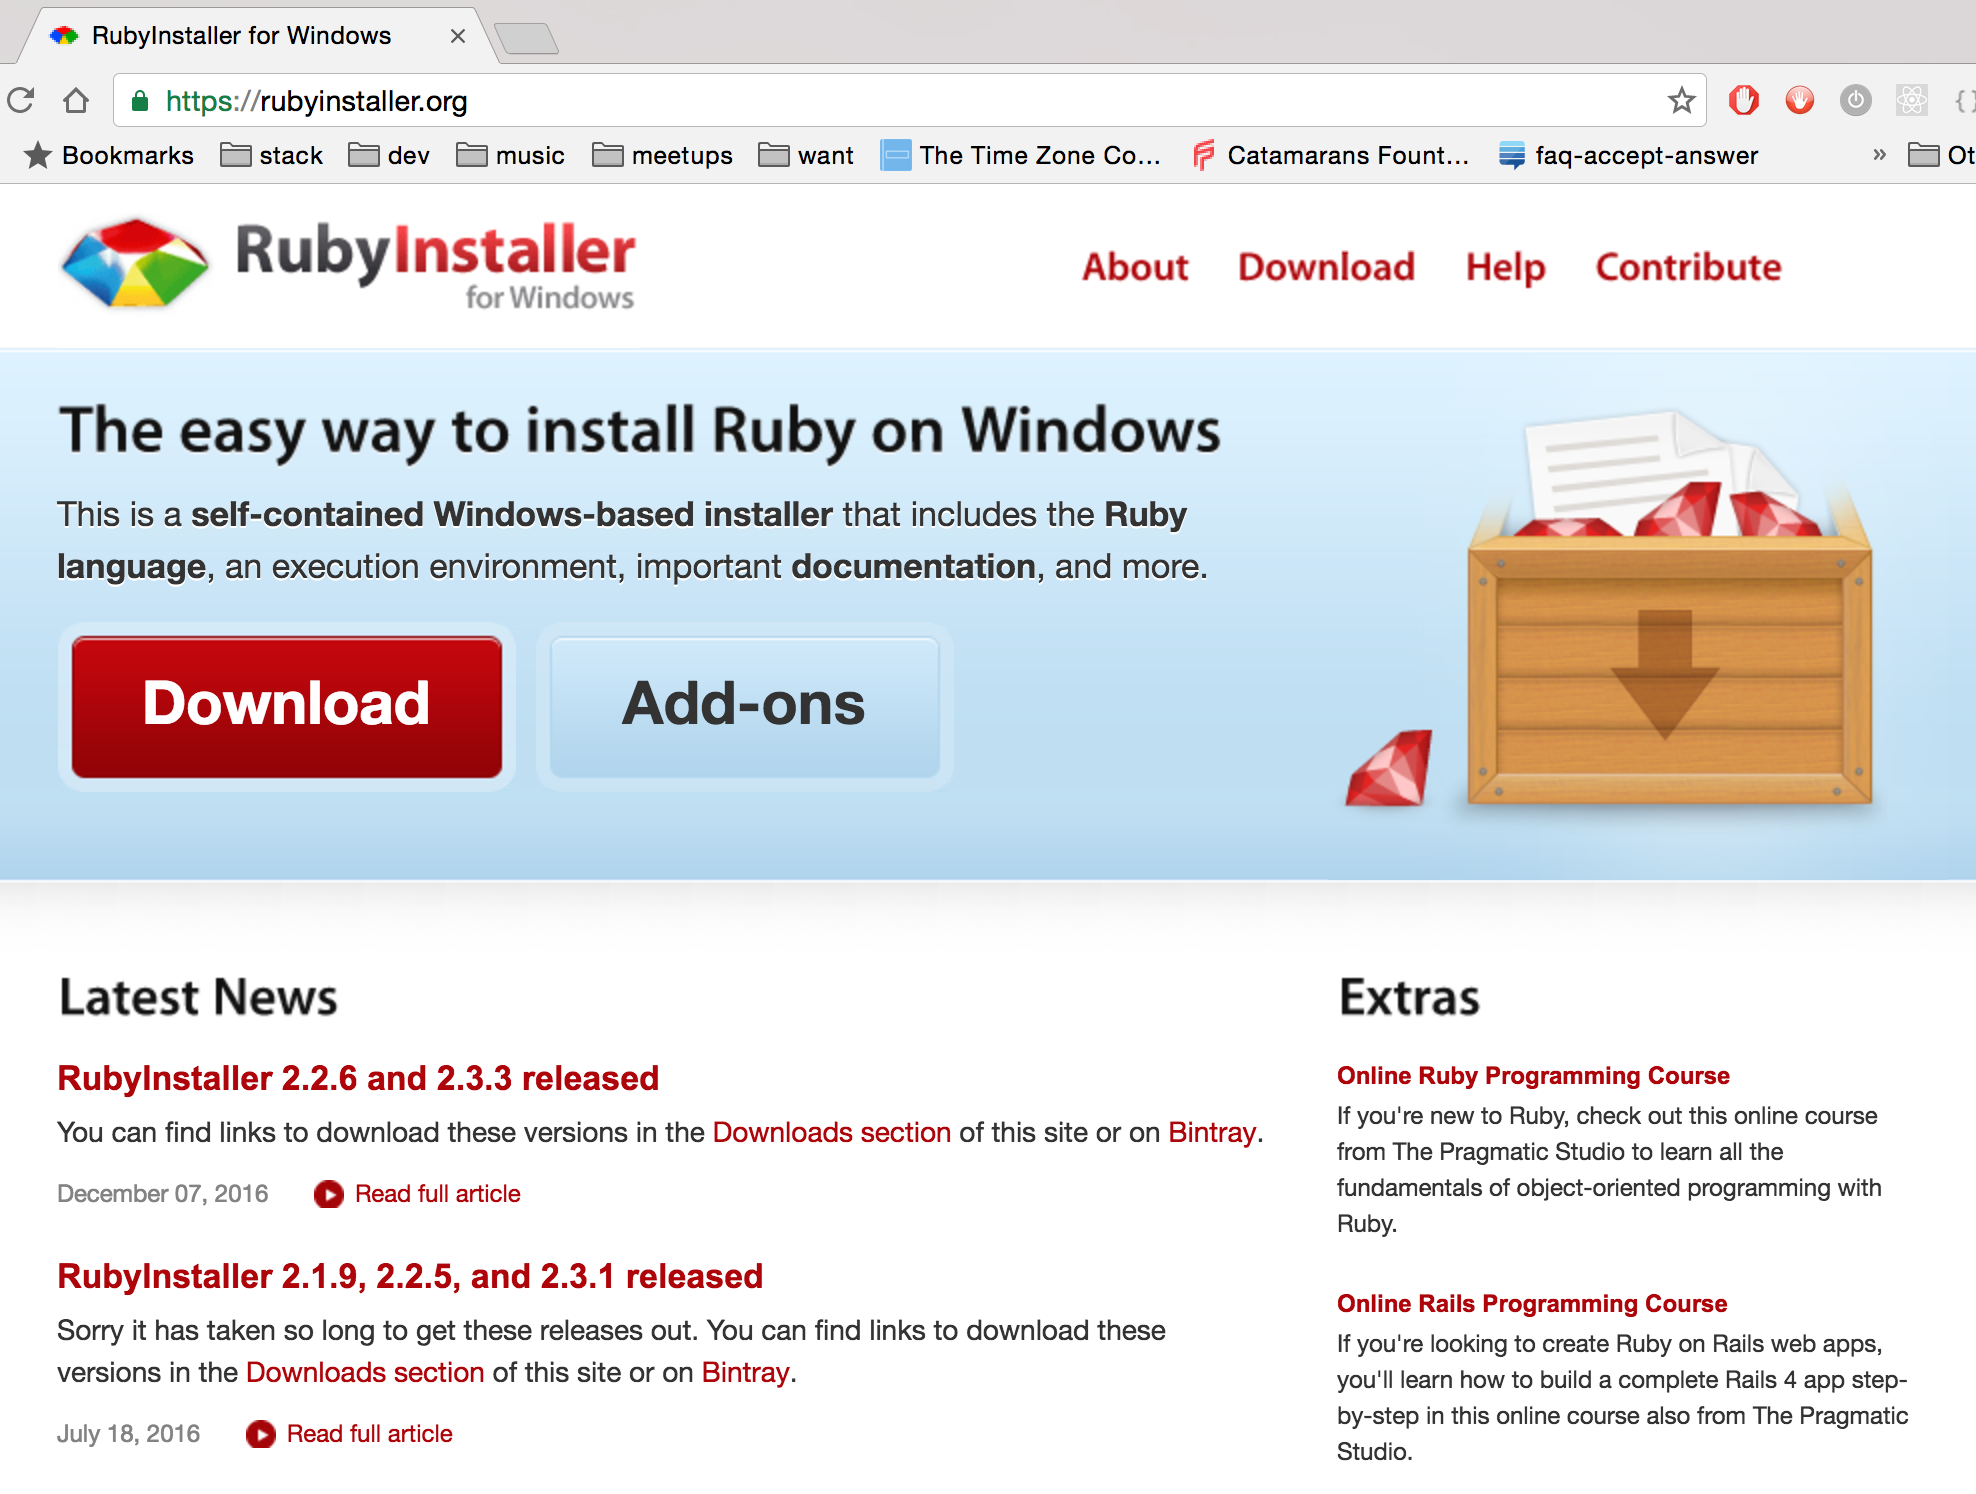 RubyInstaller for Windows
https://rubyinstaller.org
Bookmarks stack dev music meetups want The Time Zone Co... Catamarans Fount... faq-accept-answer » Ot
RubyInstaller
for Windows
About Download Help Contribute
The easy way to install Ruby on Windows
This is a self-contained Windows-based installer that includes the Ruby
language, an execution environment, important documentation, and more.
Download Add-ons
Latest News
RubyInstaller 2.2.6 and 2.3.3 released
You can find links to download these versions in the Downloads section of this site or on Bintray.
December 07, 2016 Read full article
RubyInstaller 2.1.9, 2.2.5, and 2.3.1 released
Sorry it has taken so long to get these releases out. You can find links to download these
versions in the Downloads section of this site or on Bintray.
July 18, 2016 Read full article
Extras
Online Ruby Programming Course
If you're new to Ruby, check out this online course
from The Pragmatic Studio to learn all the
fundamentals of object-oriented programming with
Ruby.
Online Rails Programming Course
If you're looking to create Ruby on Rails web apps,
you'll learn how to build a complete Rails 4 app step-
by-step in this online course also from The Pragmatic
Studio.